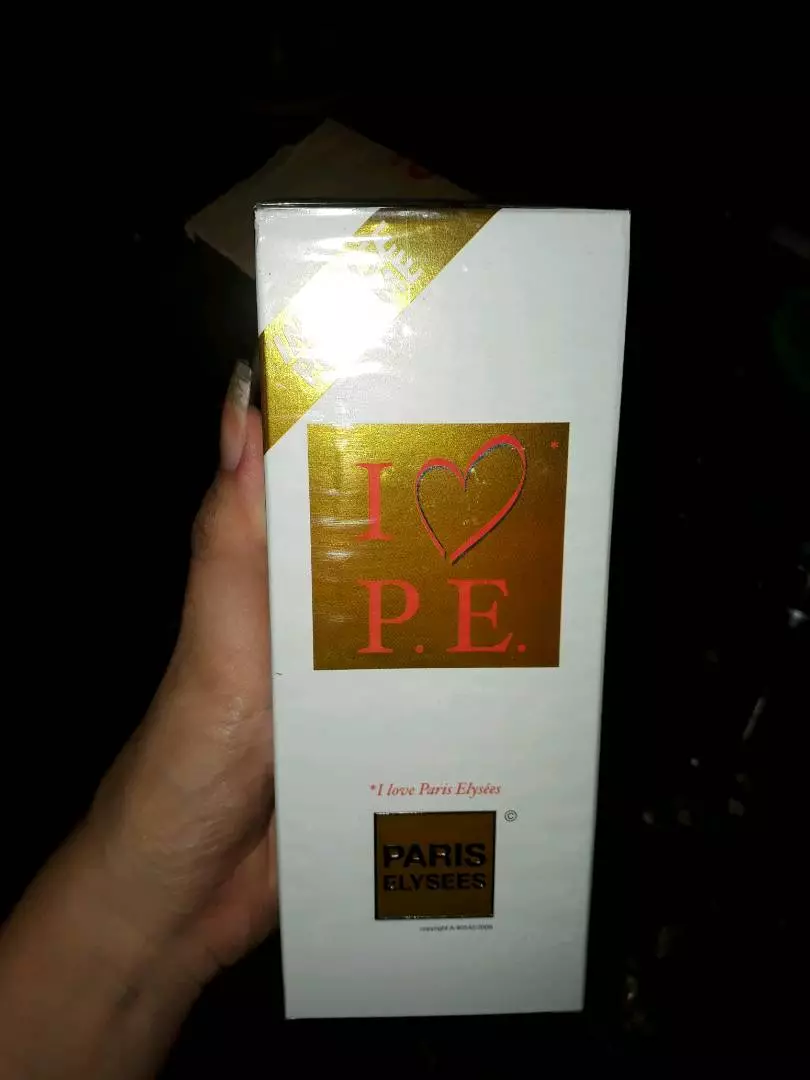 I
*
P. E.
*I love Paris Elysées
©
PARIS
ELYSEES